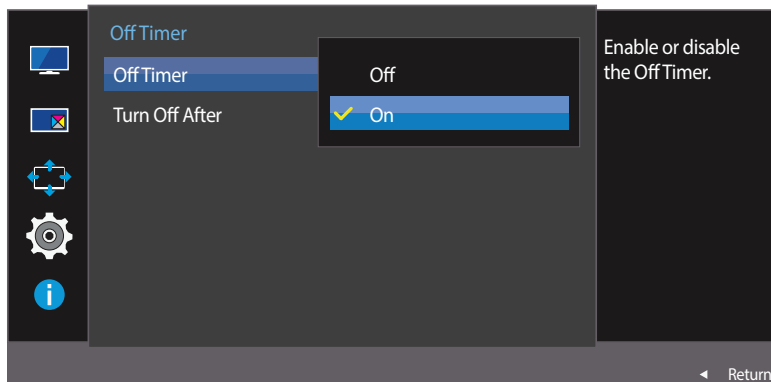 Off Timer
Off Timer
Off
Turn Off After
On
Enable or disable
the Off Timer.
i
Return